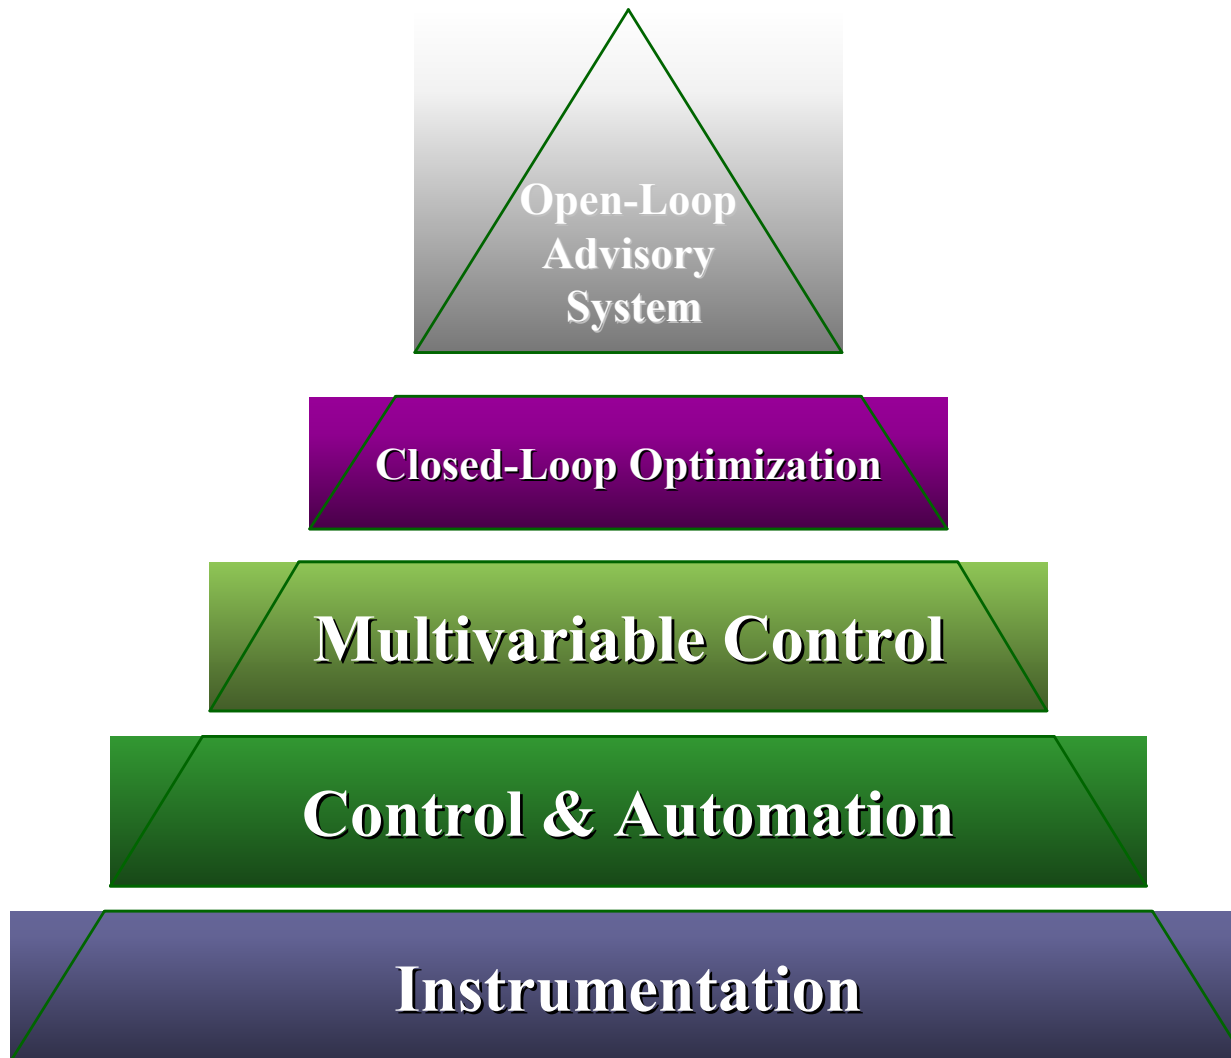 Open-Loop
Advisory
System
Closed-Loop Optimization
Multivariable Control
Control & Automation
Instrumentation